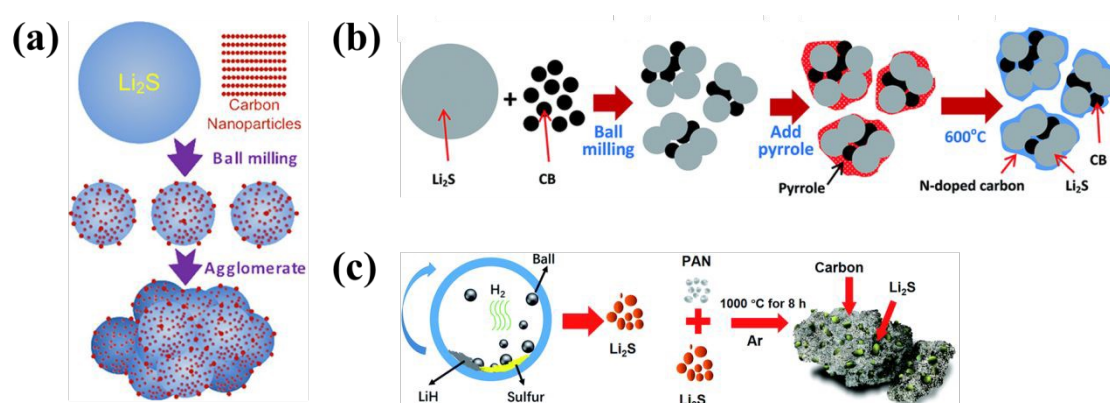 (a)
Li₂S
Carbon
Nanoparticles
Ball milling
Agglomerate
(b)
+
Li₂S
CB
Ball
milling
Add
pyrrole
Pyrrole
600°C
N-doped carbon
CB
Li₂S
(c)
Ball
H₂
LiH
Sulfur
Li₂S
PAN
+
Li₂S
1000 °C for 8 h
Ar
Carbon
Li₂S